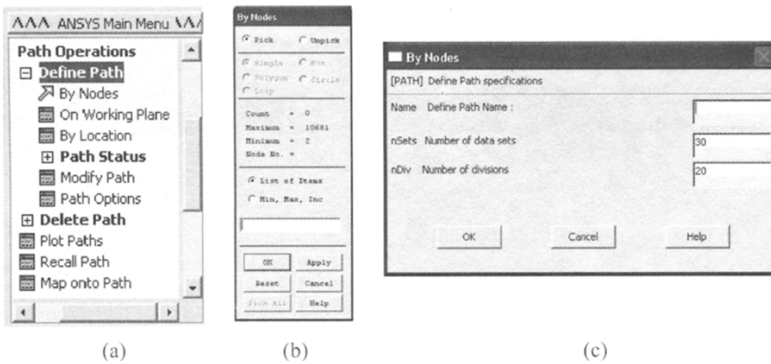 ANSYS Main Menu
Path Operations
Define Path
By Nodes
On Working Plane
By Location
Path Status
Modify Path
Path Options
Delete Path
Plot Paths
Recall Path
Map onto Path
(a)
By Nodes
Pick Unpick
Single Box
Polygon Circle
Loop
Count = 0
Maximum = 10681
Minimum = 2
Node No. =
List of Items
Min, Max, Inc
OK Apply
Reset Cancel
Pick All Help
(b)
By Nodes
[PATH] Define Path specifications
Name Define Path Name :
nSets Number of data sets 30
nDiv Number of divisions 20
OK Cancel Help
(c)